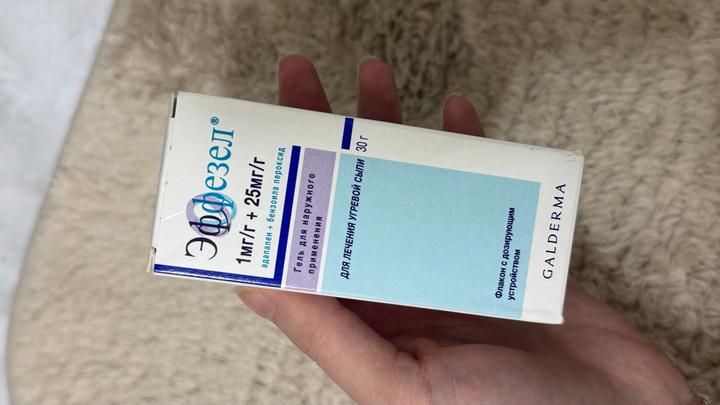 Эффезел®
1мг/г + 25мг/г
адапален + бензоила пероксид
Гель для наружного
применения
30 г
ДЛЯ ЛЕЧЕНИЯ УГРЕВОЙ СЫПИ
Флакон с дозирующим
устройством
GALDERMA